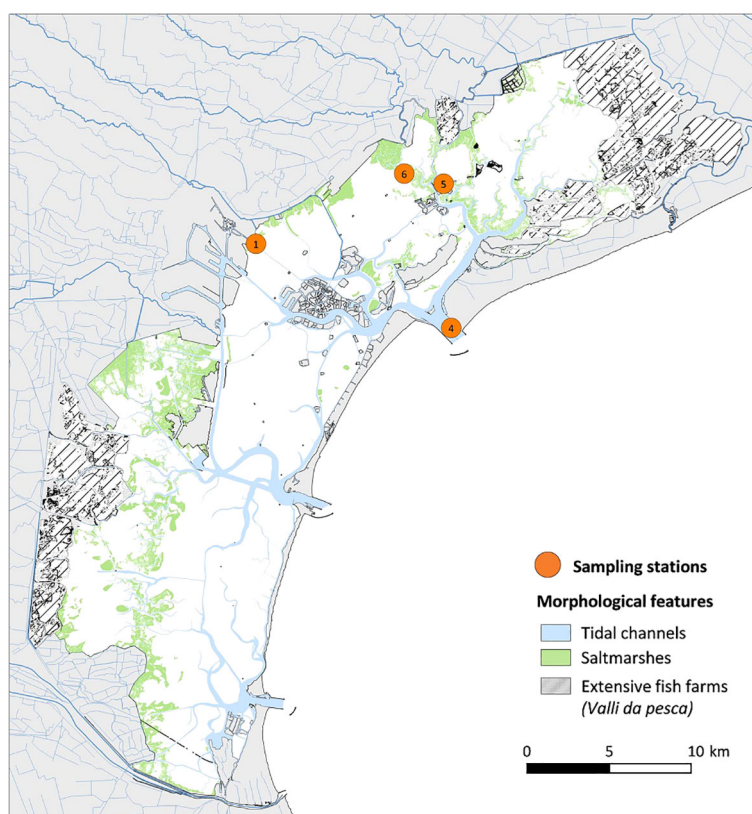 6
5
1
4
Sampling stations
Morphological features
Tidal channels
Saltmarshes
Extensive fish farms
(Valli da pesca)
0 5 10 km